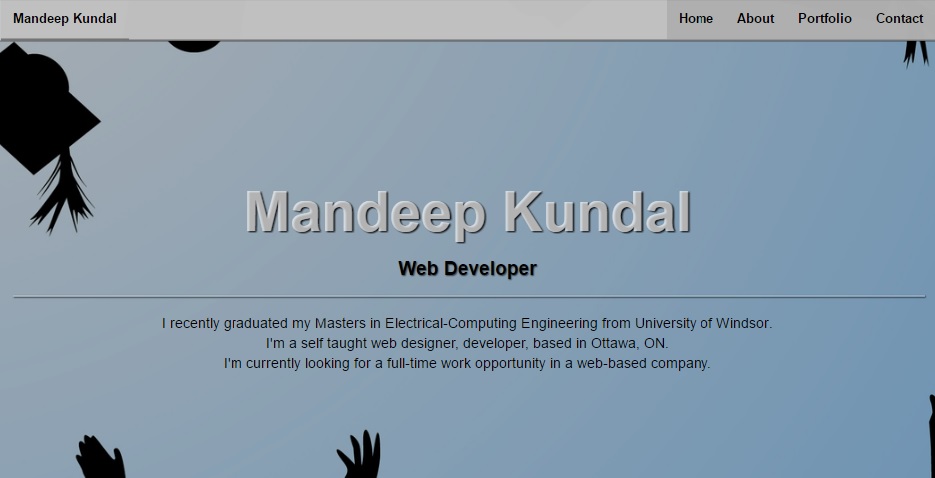 Mandeep Kundal
Home About Portfolio Contact
Mandeep Kundal
Web Developer
I recently graduated my Masters in Electrical-Computing Engineering from University of Windsor.
I'm a self taught web designer, developer, based in Ottawa, ON.
I'm currently looking for a full-time work opportunity in a web-based company.